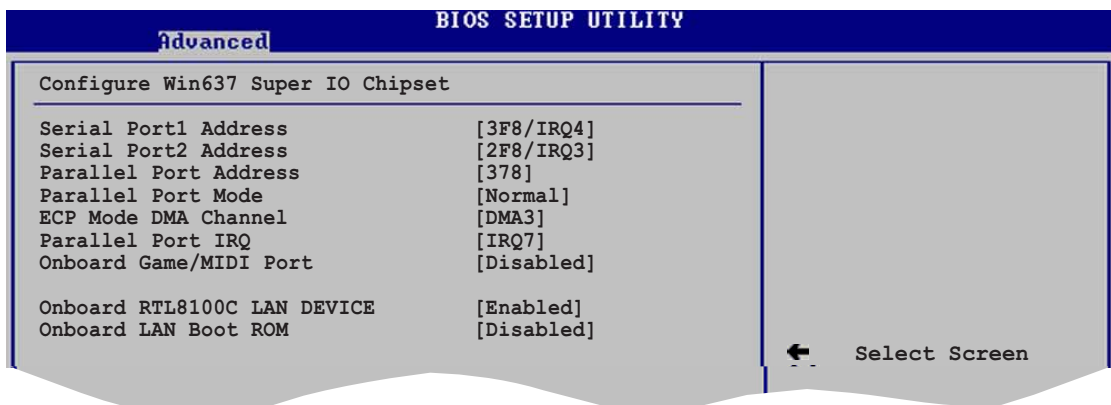 BIOS SETUP UTILITY
Advanced
Configure Win637 Super IO Chipset
Serial Port1 Address [3F8/IRQ4]
Serial Port2 Address [2F8/IRQ3]
Parallel Port Address [378]
Parallel Port Mode [Normal]
ECP Mode DMA Channel [DMA3]
Parallel Port IRQ [IRQ7]
Onboard Game/MIDI Port [Disabled]
Onboard RTL8100C LAN DEVICE [Enabled]
Onboard LAN Boot ROM [Disabled]
Select Screen